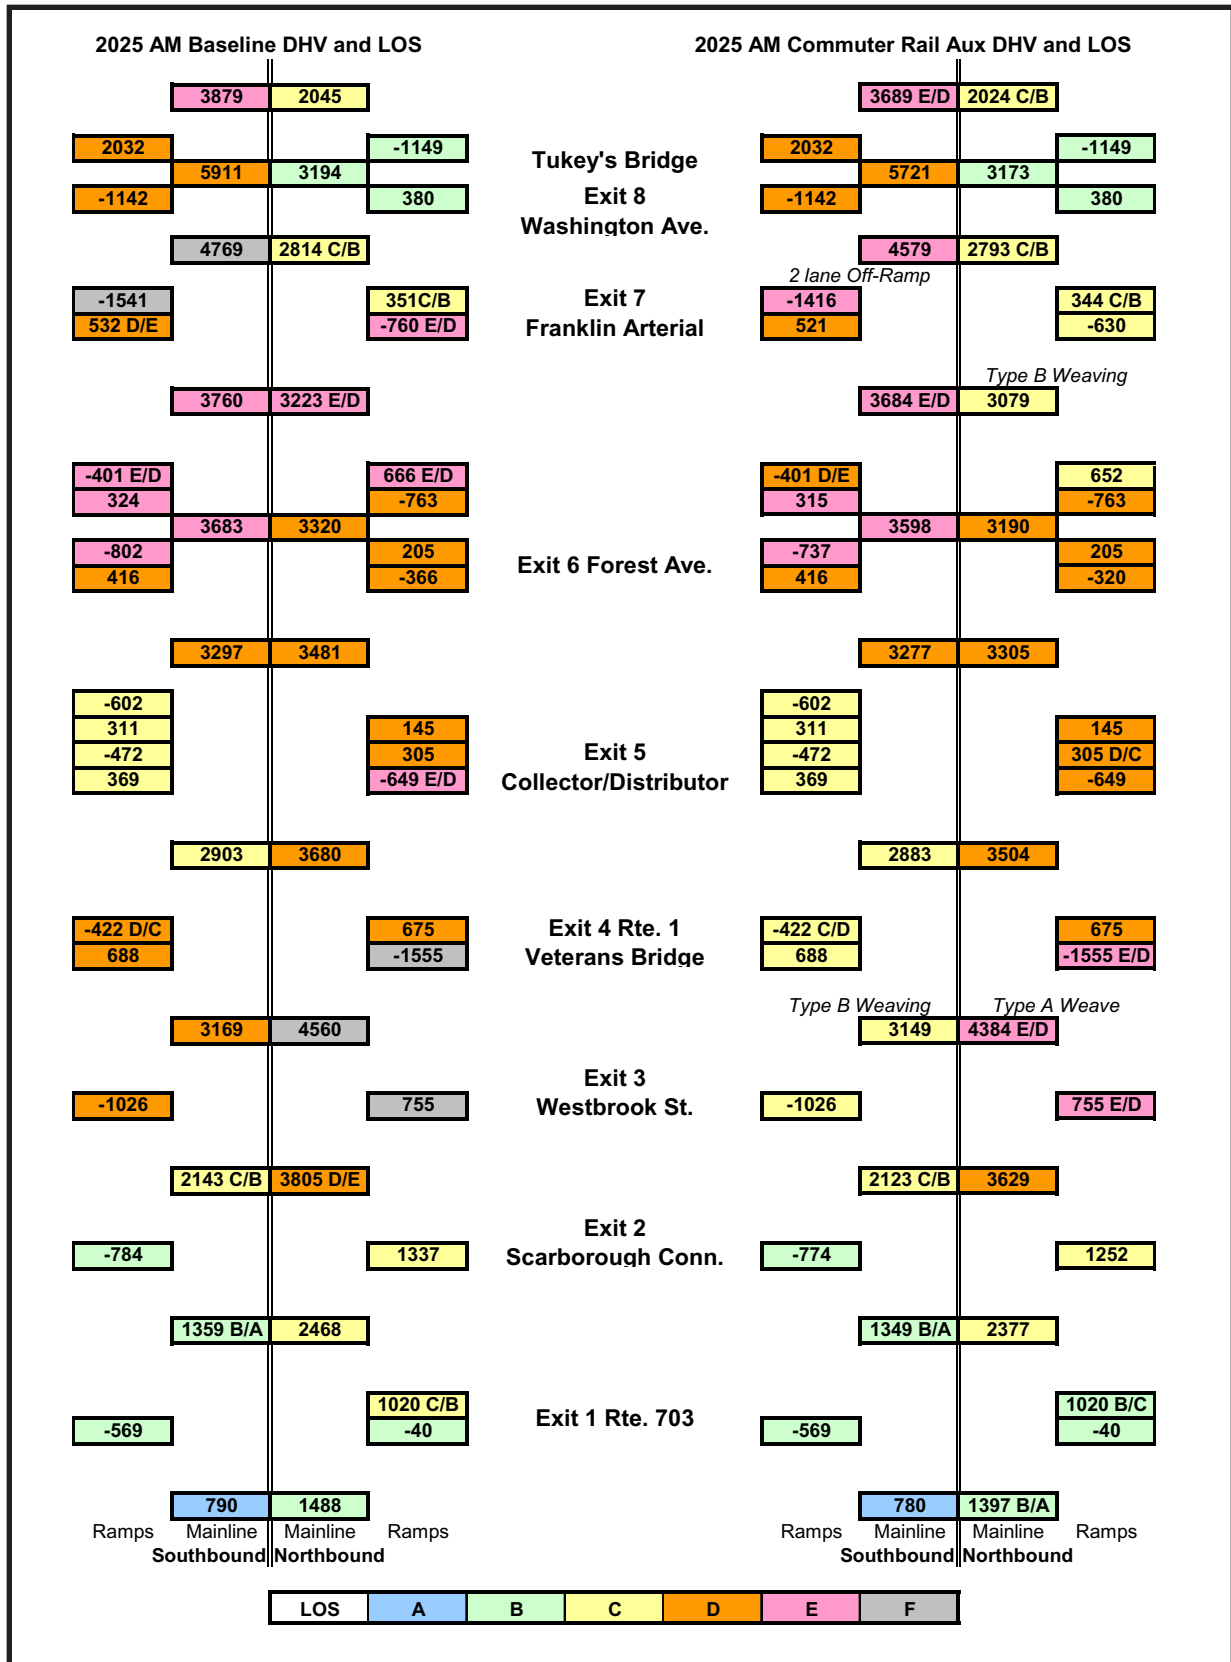 2025 AM Baseline DHV and LOS 2025 AM Commuter Rail Aux DHV and LOS
3879 2045 3689 E/D 2024 C/B
2032 -1149 2032 -1149
Tukey's Bridge
5911 3194 5721 3173
-1142 380 Exit 8 -1142 380
Washington Ave.
4769 2814 C/B 4579 2793 C/B
2 lane Off-Ramp
-1541 351C/B Exit 7 -1416 344 C/B
532 D/E -760 E/D Franklin Arterial 521 -630
Type B Weaving
3760 3223 E/D 3684 E/D 3079
-401 E/D 666 E/D -401 D/E 652
324 -763 315 -763
3683 3320 3598 3190
-802 205 Exit 6 Forest Ave. -737 205
416 -366 416 -320
3297 3481 3277 3305
-602 -602
311 145 311 145
-472 305 Exit 5 -472 305 D/C
369 -649 E/D Collector/Distributor 369 -649
2903 3680 2883 3504
-422 D/C 675 Exit 4 Rte. 1 -422 C/D 675
688 -1555 Veterans Bridge 688 -1555 E/D
Type B Weaving Type A Weave
3169 4560 3149 4384 E/D
Exit 3
-1026 755 Westbrook St. -1026 755 E/D
2143 C/B 3805 D/E 2123 C/B 3629
Exit 2
-784 1337 Scarborough Conn. -774 1252
1359 B/A 2468 1349 B/A 2377
1020 C/B 1020 B/C
-569 -40 Exit 1 Rte. 703 -569 -40
790 1488 780 1397 B/A
Ramps Mainline Mainline Ramps Ramps Mainline Mainline Ramps
Southbound Northbound Southbound Northbound
LOS A B C D E F